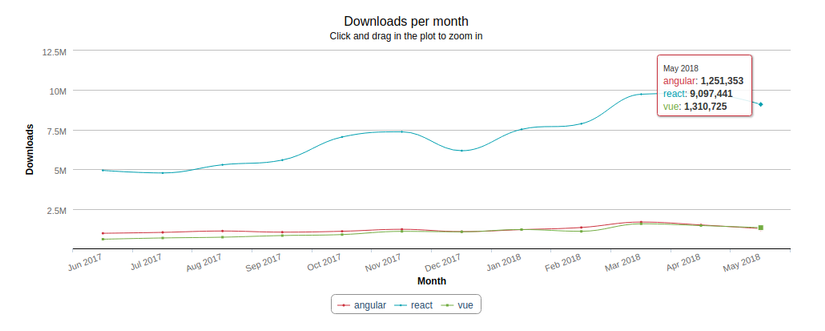 Downloads per month
Click and drag in the plot to zoom in
12.5M
10M
7.5M
5M
2.5M
Downloads
May 2018
angular: 1,251,353
react: 9,097,441
vue: 1,310,725
Jun 2017
Jul 2017
Aug 2017
Sep 2017
Oct 2017
Nov 2017
Dec 2017
Jan 2018
Feb 2018
Mar 2018
Apr 2018
May 2018
Month
angular react vue